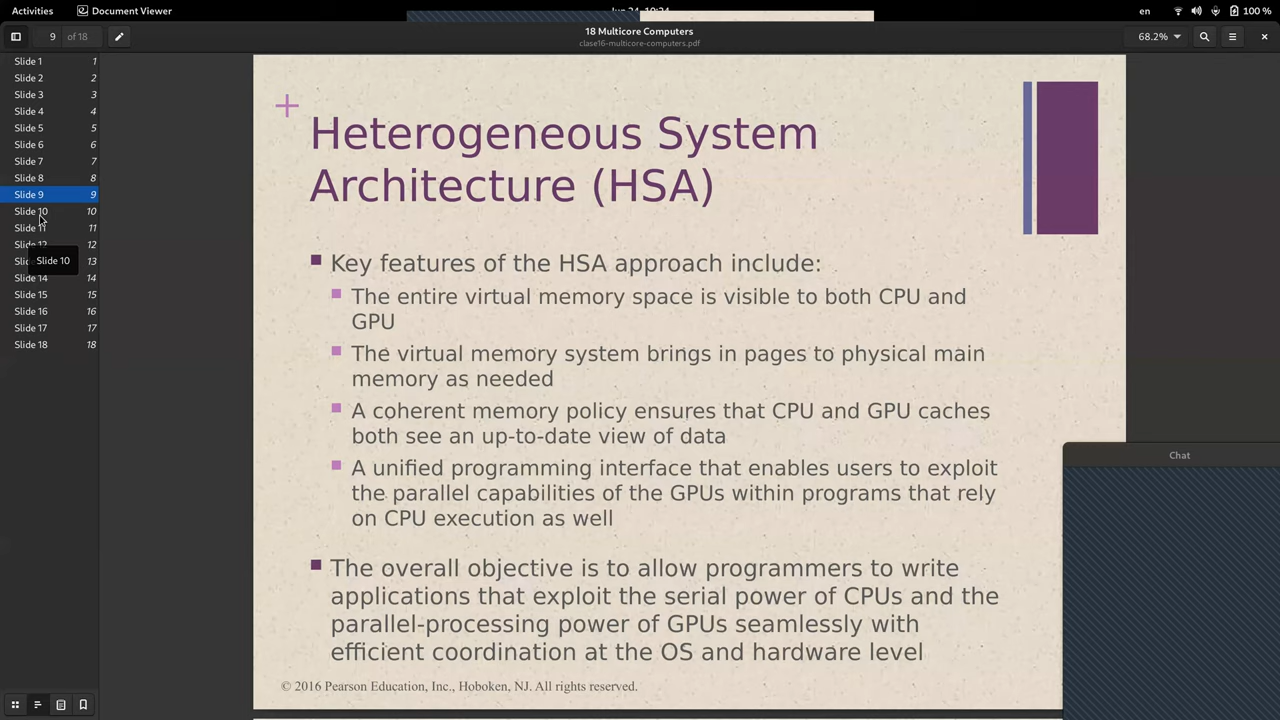 Activities Document Viewer en 100 %
9 of 18 18 Multicore Computers 68.2%
clase16-multicore-computers.pdf
Slide 1 1
Slide 2 2
Slide 3 3
Slide 4 4
Slide 5 5
Slide 6 6
Slide 7 7
Slide 8 8
Slide 9 9
Slide 10 10
Slide 11 11
Slide 12 12
Slide 10
13
Slide 14 14
Slide 15 15
Slide 16 16
Slide 17 17
Slide 18 18
+
Heterogeneous System
Architecture (HSA)
Key features of the HSA approach include:
The entire virtual memory space is visible to both CPU and
GPU
The virtual memory system brings in pages to physical main
memory as needed
A coherent memory policy ensures that CPU and GPU caches
both see an up-to-date view of data
A unified programming interface that enables users to exploit
the parallel capabilities of the GPUs within programs that rely
on CPU execution as well
The overall objective is to allow programmers to write
applications that exploit the serial power of CPUs and the
parallel-processing power of GPUs seamlessly with
efficient coordination at the OS and hardware level
© 2016 Pearson Education, Inc., Hoboken, NJ. All rights reserved.
Chat